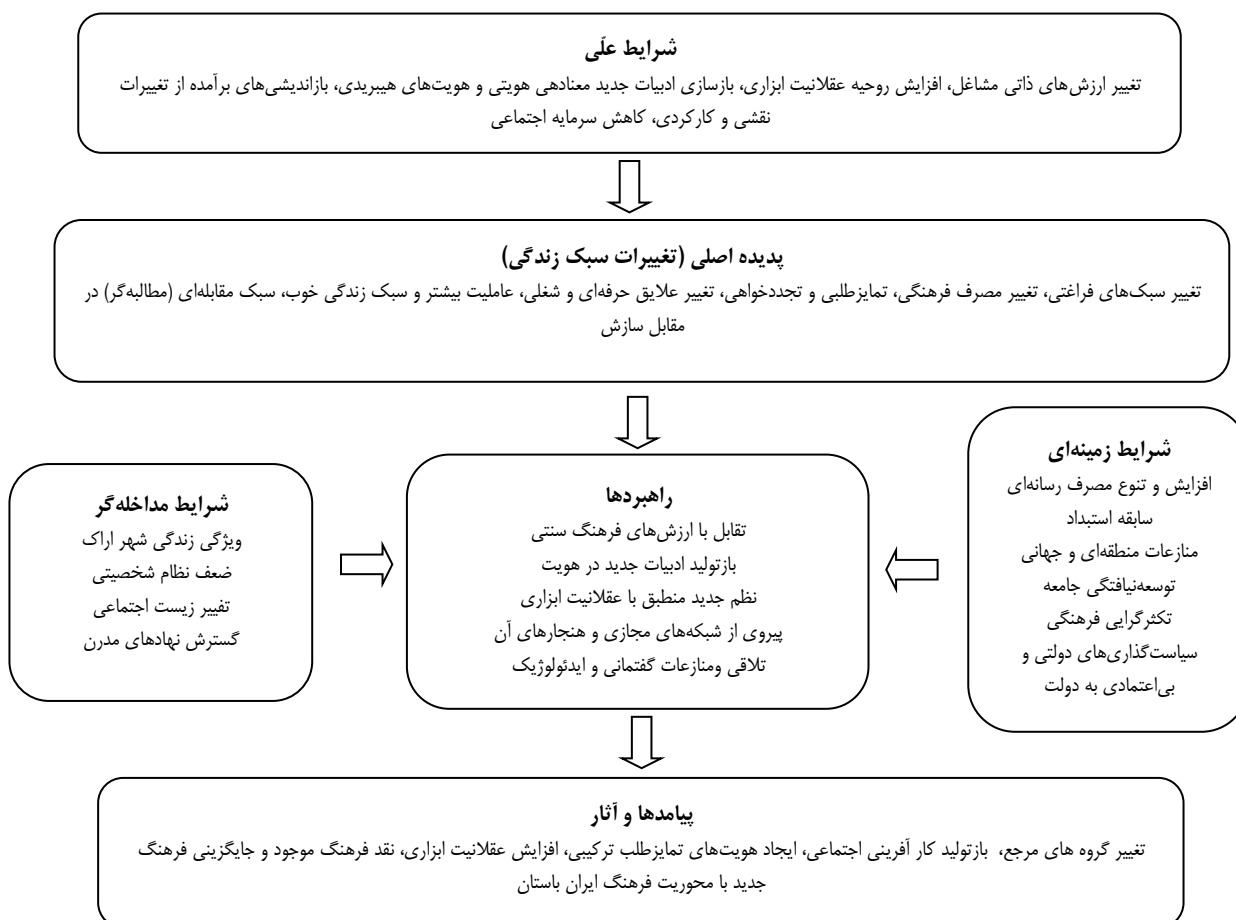 شرایط علّی
تغییر ارزش‌های ذاتی مشاغل، افزایش روحیه عقلانیت ابزاری، بازسازی ادبیات جدید معنادهی هویتی و هویت‌های هیبریدی، بازاندیشی‌های برآمده از تغییرات
نقشی و کارکردی، کاهش سرمایه اجتماعی
پدیده اصلی (تغییرات سبک زندگی)
تغییر سبک‌های فراغتی، تغییر مصرف فرهنگی، تمایزطلبی و تجددخواهی، تغییر علایق حرفه‌ای و شغلی، عاملیت بیشتر و سبک زندگی خوب، سبک مقابله‌ای (مطالبه‌گر) در
مقابل سازش
شرایط زمینه‌ای
افزایش و تنوع مصرف رسانه‌ای
سابقه استبداد
منازعات منطقه‌ای و جهانی
توسعه‌نیافتگی جامعه
تکثرگرایی فرهنگی
سیاست‌گذاری‌های دولتی و
بی‌اعتمادی به دولت
راهبردها
تقابل با ارزش‌های فرهنگ سنتی
بازتولید ادبیات جدید در هویت
نظم جدید منطبق با عقلانیت ابزاری
پیروی از شبکه‌های مجازی و هنجارهای آن
تلاقی ومنازعات گفتمانی و ایدئولوژیک
شرایط مداخله‌گر
ویژگی زندگی شهر اراک
ضعف نظام شخصیتی
تفییر زیست اجتماعی
گسترش نهادهای مدرن
پیامدها و آثار
تغییر گروه های مرجع، بازتولید کار آفرینی اجتماعی، ایجاد هویت‌های تمایزطلب ترکیبی، افزایش عقلانیت ابزاری، نقد فرهنگ موجود و جایگزینی فرهنگ
جدید با محوریت فرهنگ ایران باستان